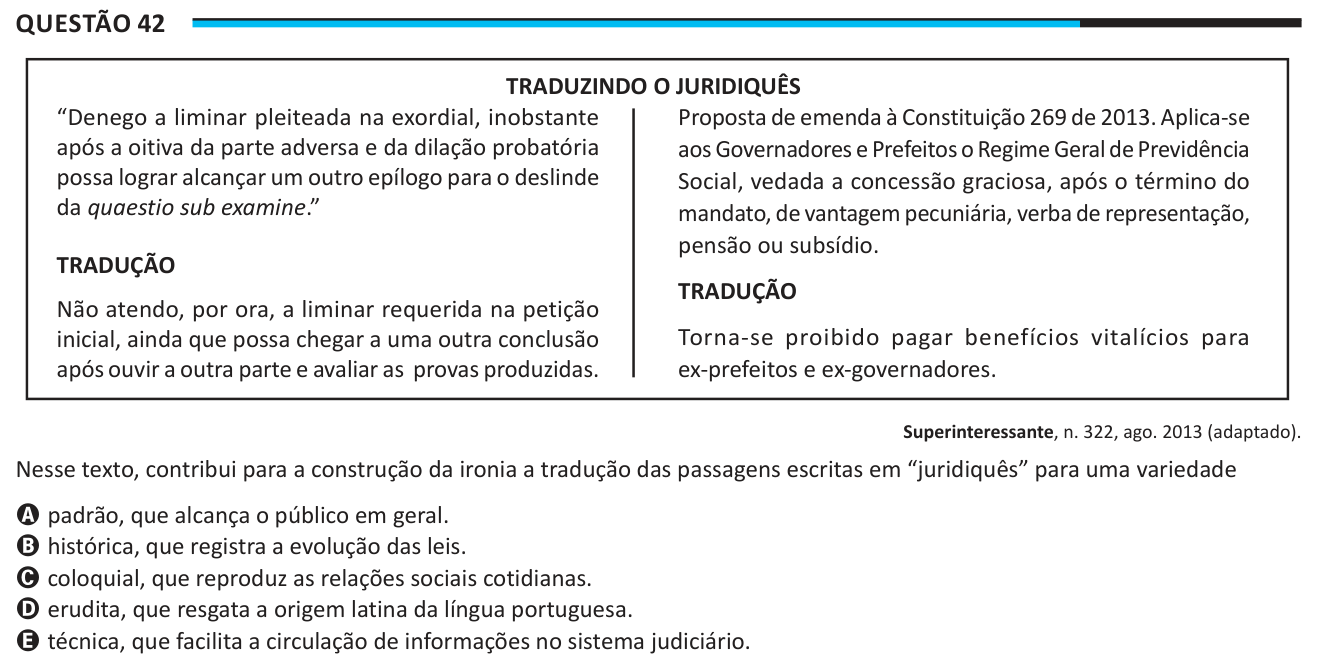 QUESTÃO 42
TRADUZINDO O JURIDIQUÊS
“Denego a liminar pleiteada na exordial, inobstante
após a oitiva da parte adversa e da dilação probatória
possa lograr alcançar um outro epílogo para o deslinde
da quaestio sub examine.”
TRADUÇÃO
Não atendo, por ora, a liminar requerida na petição
inicial, ainda que possa chegar a uma outra conclusão
após ouvir a outra parte e avaliar as provas produzidas.
Proposta de emenda à Constituição 269 de 2013. Aplica-se
aos Governadores e Prefeitos o Regime Geral de Previdência
Social, vedada a concessão graciosa, após o término do
mandato, de vantagem pecuniária, verba de representação,
pensão ou subsídio.
TRADUÇÃO
Torna-se proibido pagar benefícios vitalícios para
ex-prefeitos e ex-governadores.
Superinteressante, n. 322, ago. 2013 (adaptado).
Nesse texto, contribui para a construção da ironia a tradução das passagens escritas em “juridiquês” para uma variedade
A padrão, que alcança o público em geral.
B histórica, que registra a evolução das leis.
C coloquial, que reproduz as relações sociais cotidianas.
D erudita, que resgata a origem latina da língua portuguesa.
E técnica, que facilita a circulação de informações no sistema judiciário.